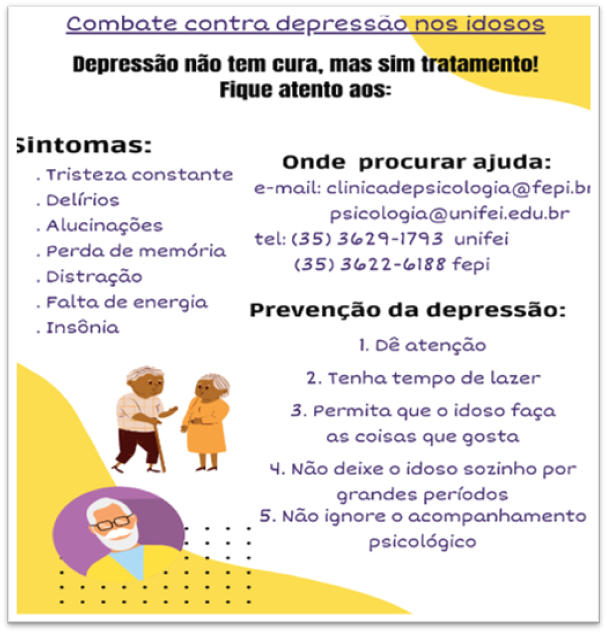 Combate contra depressão nos idosos
Depressão não tem cura, mas sim tratamento!
Fique atento aos:
Sintomas:
. Tristeza constante
. Delírios
. Alucinações
. Perda de memória
. Distração
. Falta de energia
. Insônia
Onde procurar ajuda:
e-mail: clinicadepsicologia@fepi.br
psicologia@unifei.edu.br
tel: (35) 3629-1793 unifei
(35) 3622-6188 fepi
Prevenção da depressão:
1. Dê atenção
2. Tenha tempo de lazer
3. Permita que o idoso faça
as coisas que gosta
4. Não deixe o idoso sozinho por
grandes períodos
5. Não ignore o acompanhamento
psicológico